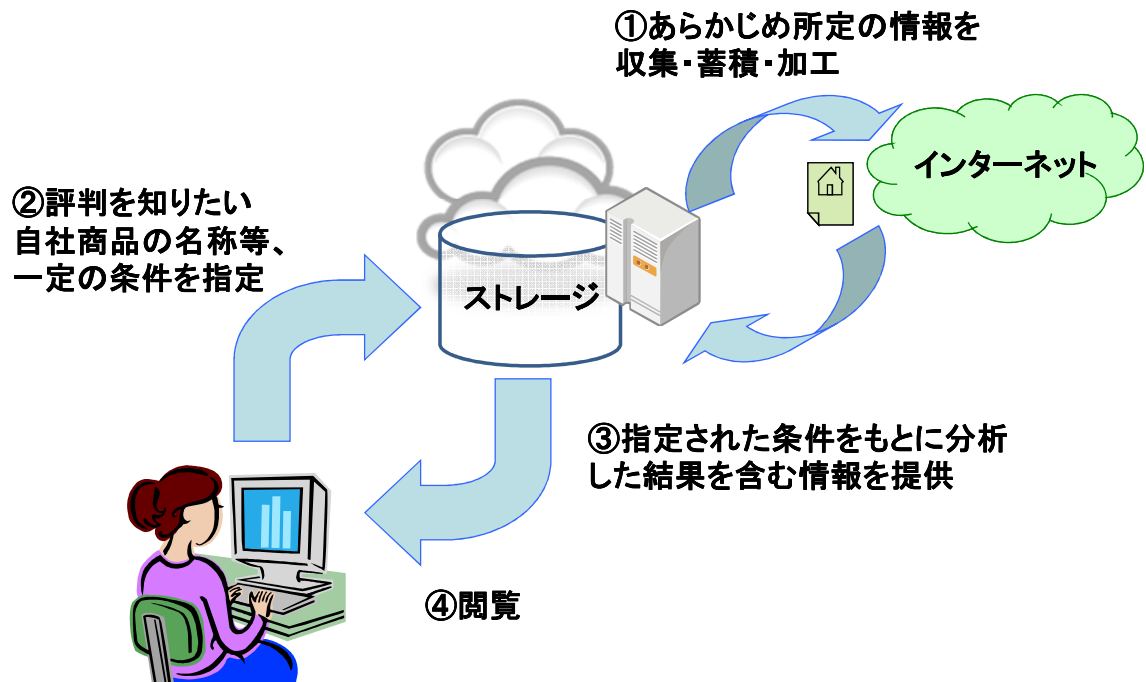 ①あらかじめ所定の情報を
収集・蓄積・加工
インターネット
②評判を知りたい
自社商品の名称等、
一定の条件を指定
ストレージ
③指定された条件をもとに分析
した結果を含む情報を提供
④閲覧